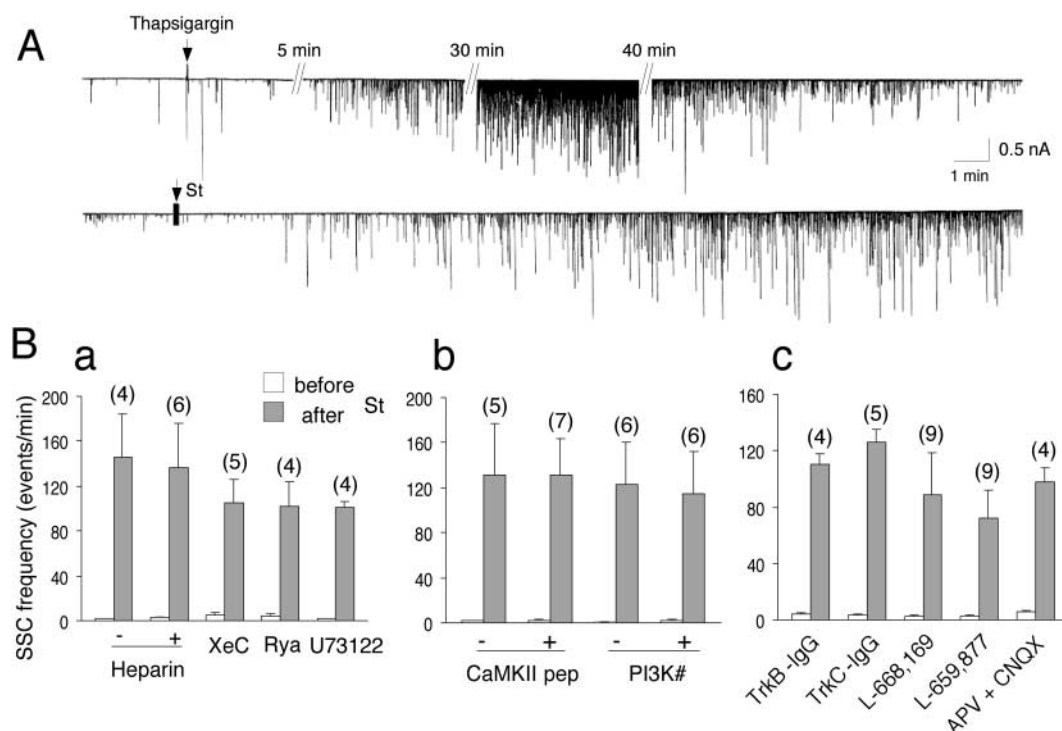 A
Thapsigargin
5 min
30 min
40 min
0.5 nA
1 min
St
B
a
b
c
before
after
St
SSC frequency (events/min)
200
160
120
80
40
0
(4)
(6)
(5)
(4)
(4)
-
+
Heparin
XeC
Rya
U73122
200
160
120
80
40
0
(5)
(7)
(6)
(6)
-
+
-
+
CaMKII pep
PI3K#
160
120
80
40
0
(4)
(5)
(9)
(9)
(4)
TrkB -IgG
TrkC-IgG
L-668,169
L-659,877
APV + CNQX